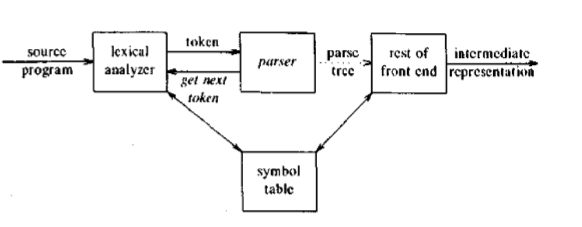 source
program
lexical
analyzer
token
get next
token
parser
parse
tree
rest of
front end
intermediate
representation
symbol
table